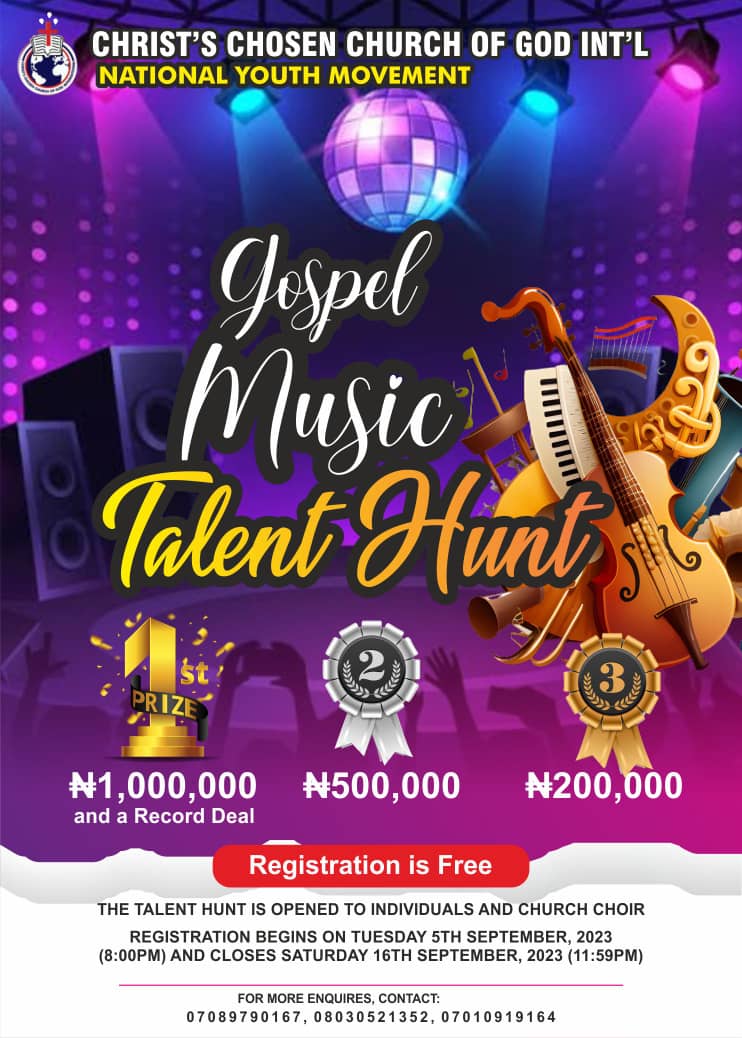 CHRIST'S CHOSEN CHURCH OF GOD INT'L
NATIONAL YOUTH MOVEMENT
Gospel
Music
Talent Hunt
1st
PRIZE
2
3
₦1,000,000
and a Record Deal
₦500,000
₦200,000
Registration is Free
THE TALENT HUNT IS OPENED TO INDIVIDUALS AND CHURCH CHOIR
REGISTRATION BEGINS ON TUESDAY 5TH SEPTEMBER, 2023
(8:00PM) AND CLOSES SATURDAY 16TH SEPTEMBER, 2023 (11:59PM)
FOR MORE ENQUIRES, CONTACT:
07089790167, 08030521352, 07010919164